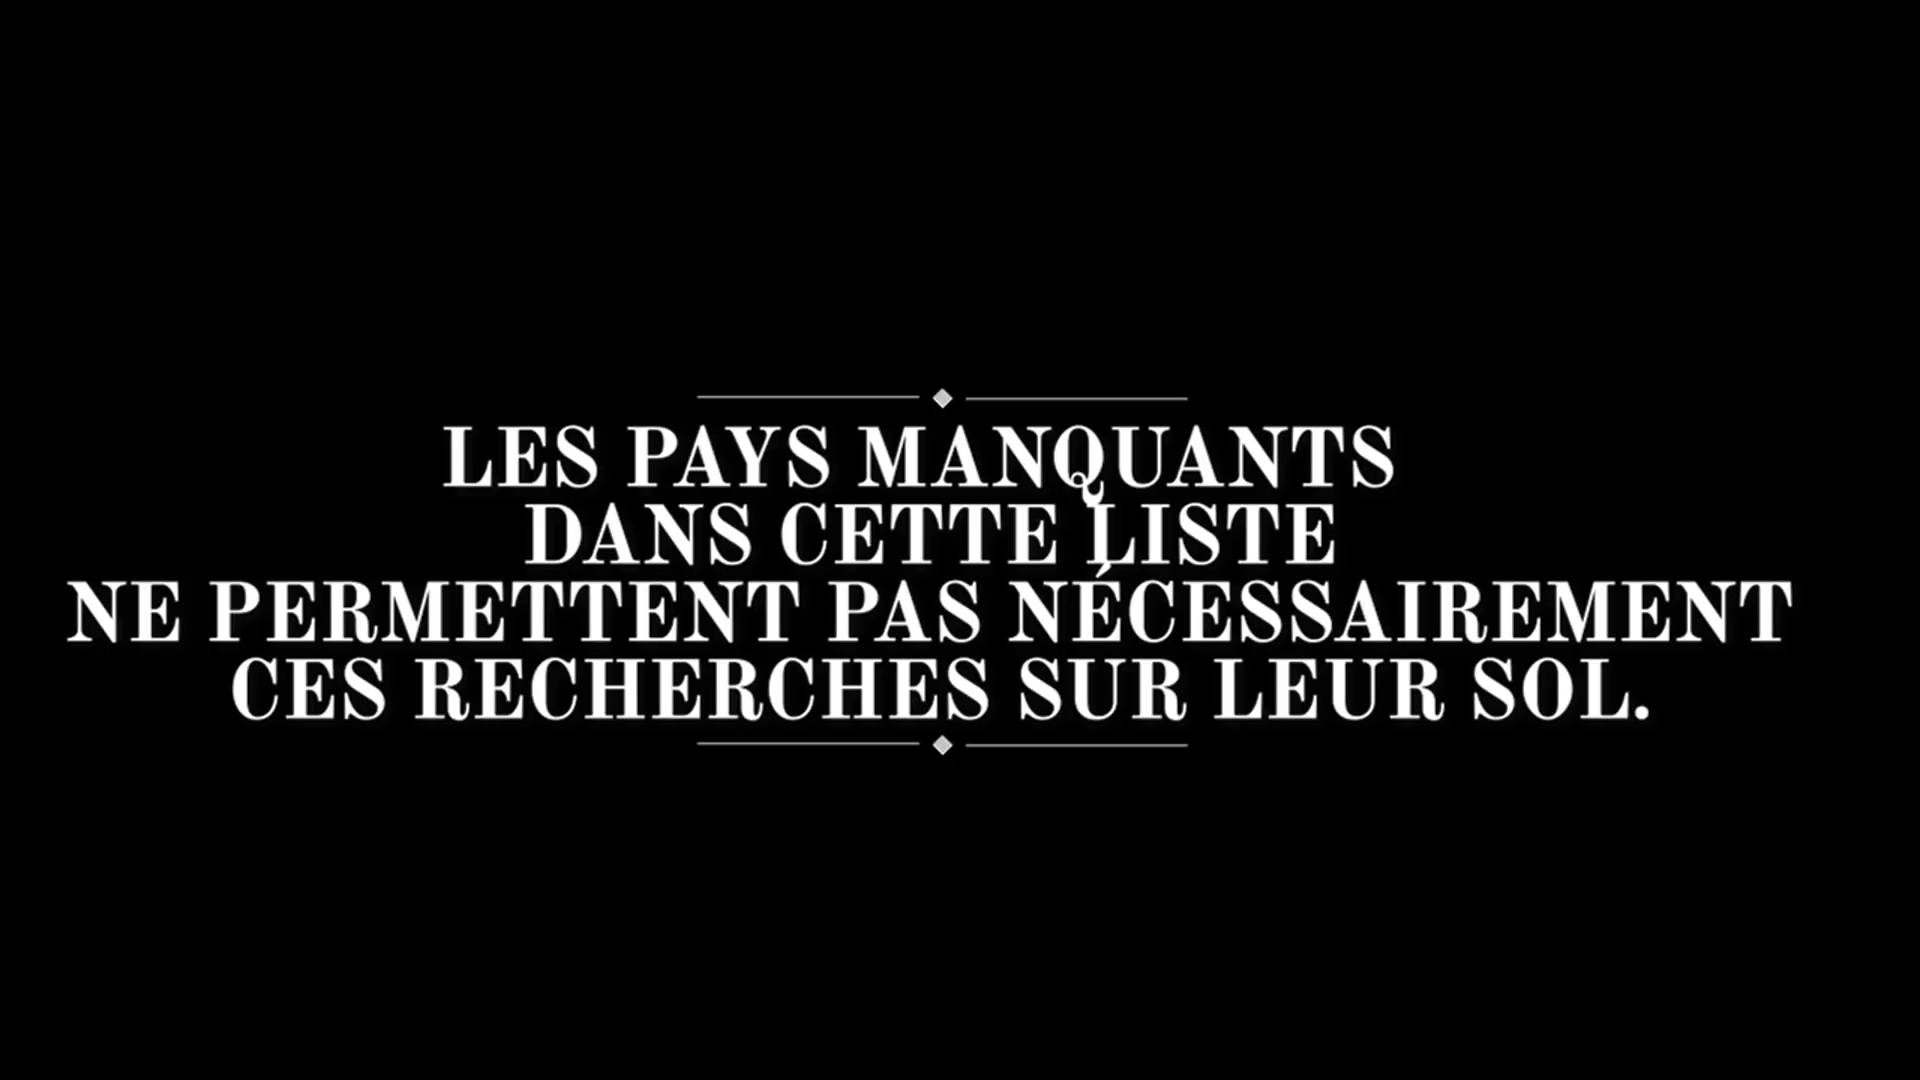 LES PAYS MANQUANTS
DANS CETTE LISTE
NE PERMETTENT PAS NÉCESSAIREMENT
CES RECHERCHES SUR LEUR SOL.